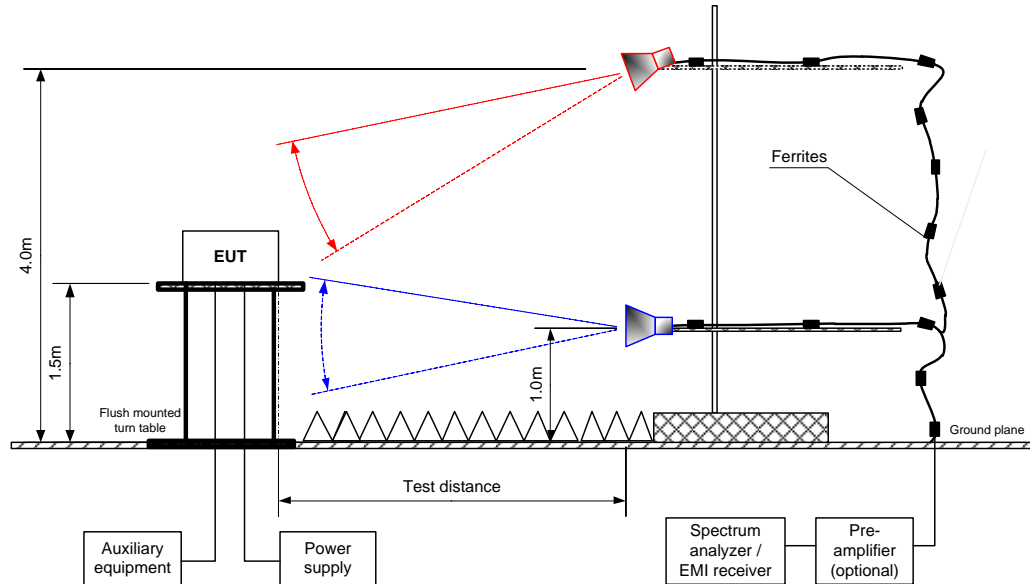 4.0m
EUT
1.5m
1.0m
Ferrites
Flush mounted
turn table
Ground plane
Test distance
Auxiliary
equipment
Power
supply
Spectrum
analyzer /
EMI receiver
Pre-
amplifier
(optional)